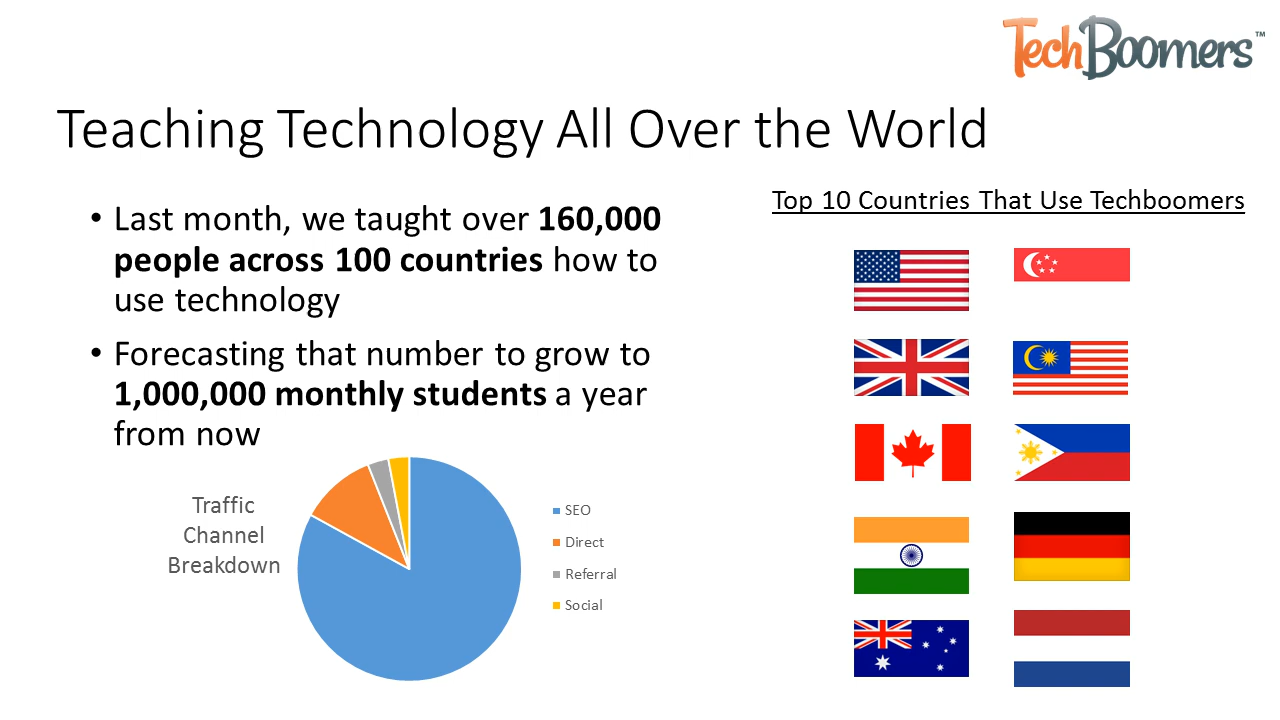 TechBoomers™
Teaching Technology All Over the World
• Last month, we taught over 160,000
people across 100 countries how to
use technology
• Forecasting that number to grow to
1,000,000 monthly students a year
from now
Traffic
Channel
Breakdown
SEO
Direct
Referral
Social
Top 10 Countries That Use Techboomers